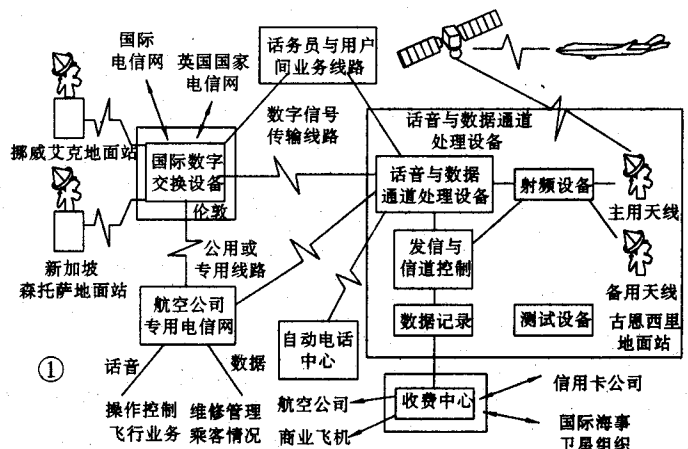 国际
电信网
英国国家
电信网
话务员与用户
间业务线路
数字信号
传输线路
话音与数据通道
处理设备
挪威艾克地面站
国际数字
交换设备
伦敦
话音与数据
通道处理设备
射频设备
主用天线
新加坡
森托萨地面站
公用或
专用线路
发信与
信道控制
备用天线
航空公司
专用电信网
自动电话
中心
数据记录
测试设备
古恩西里
地面站
①
话音
数据
操作控制
飞行业务
维修管理
乘客情况
航空公司
商业飞机
收费中心
信用卡公司
国际海事
卫星组织